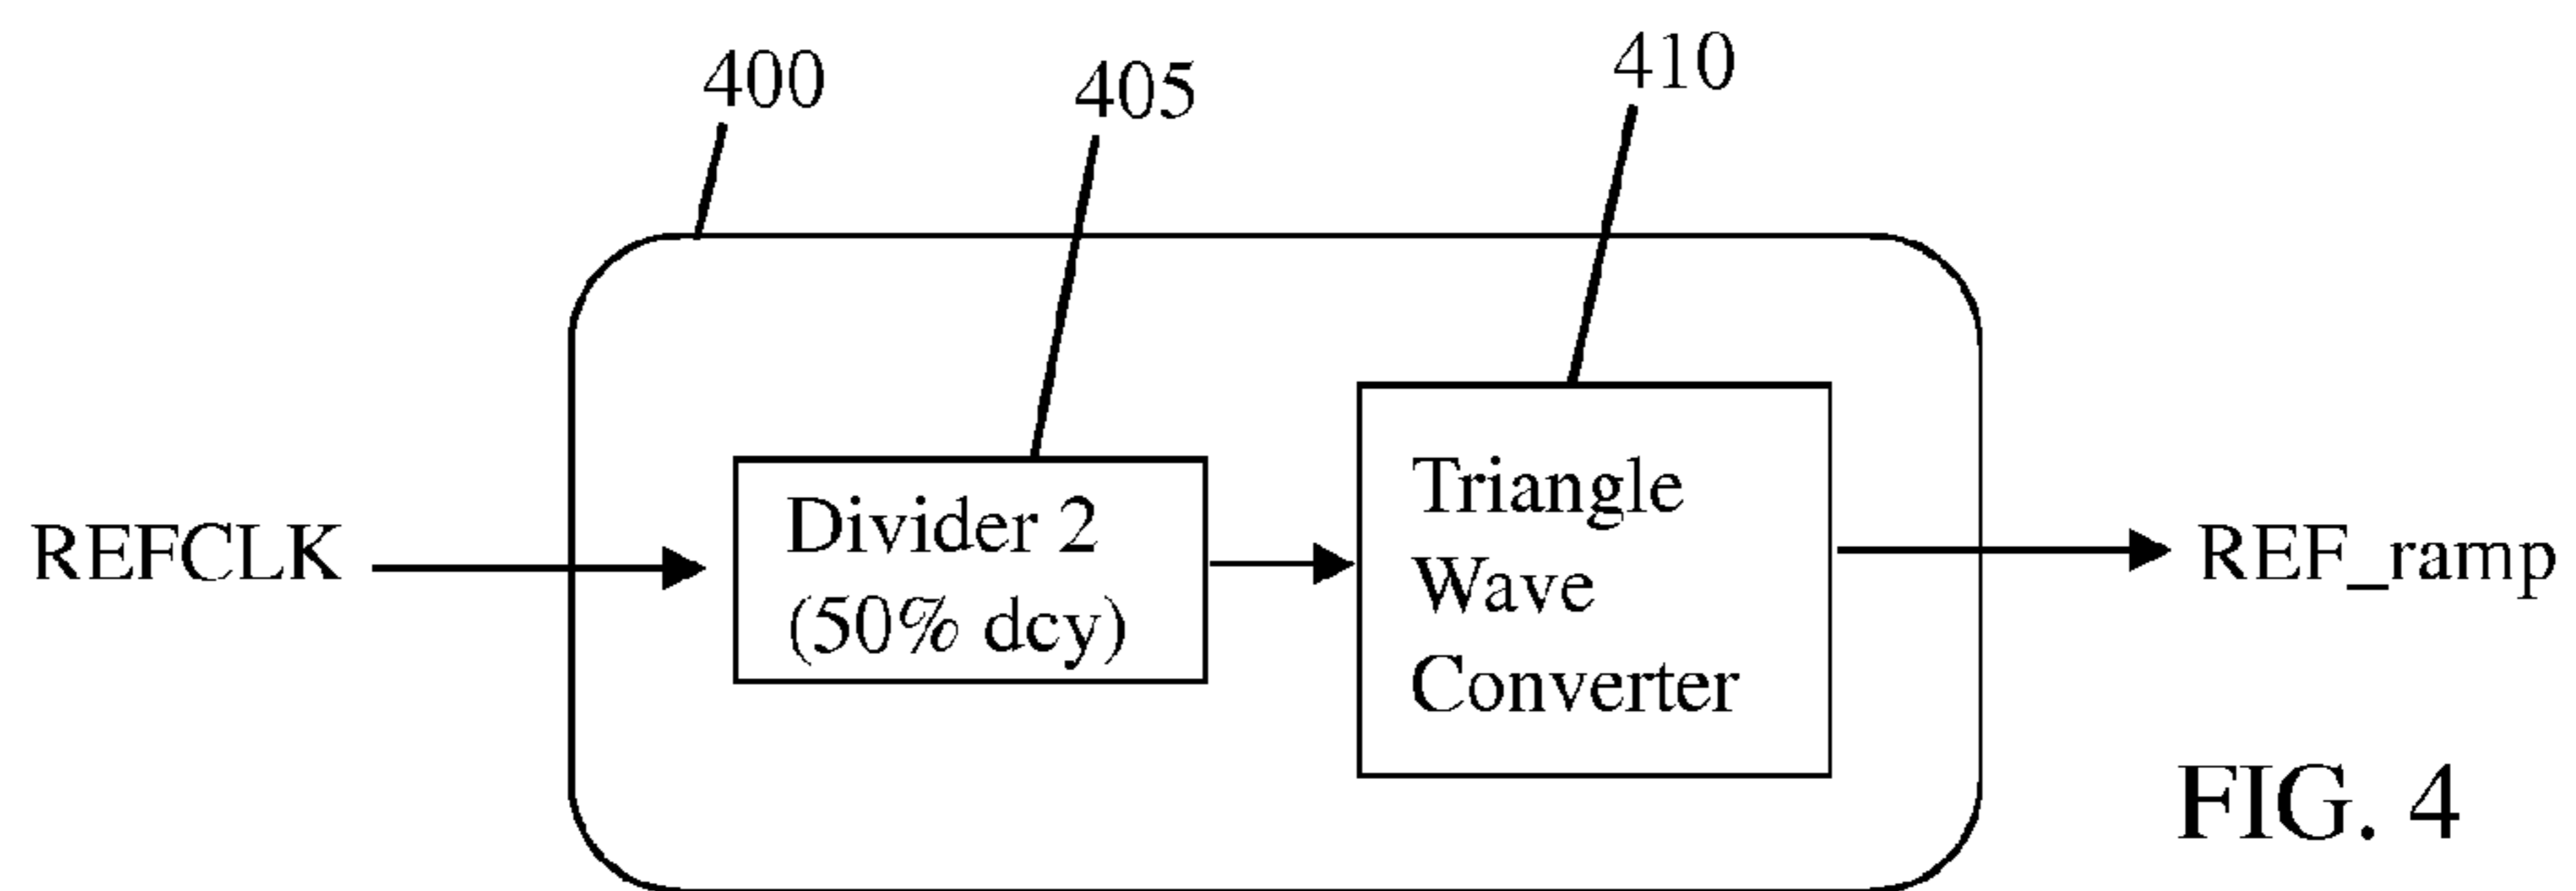 400
405
410
REFCLK
Divider 2
(50% dcy)
Triangle
Wave
Converter
REF_ramp
FIG. 4